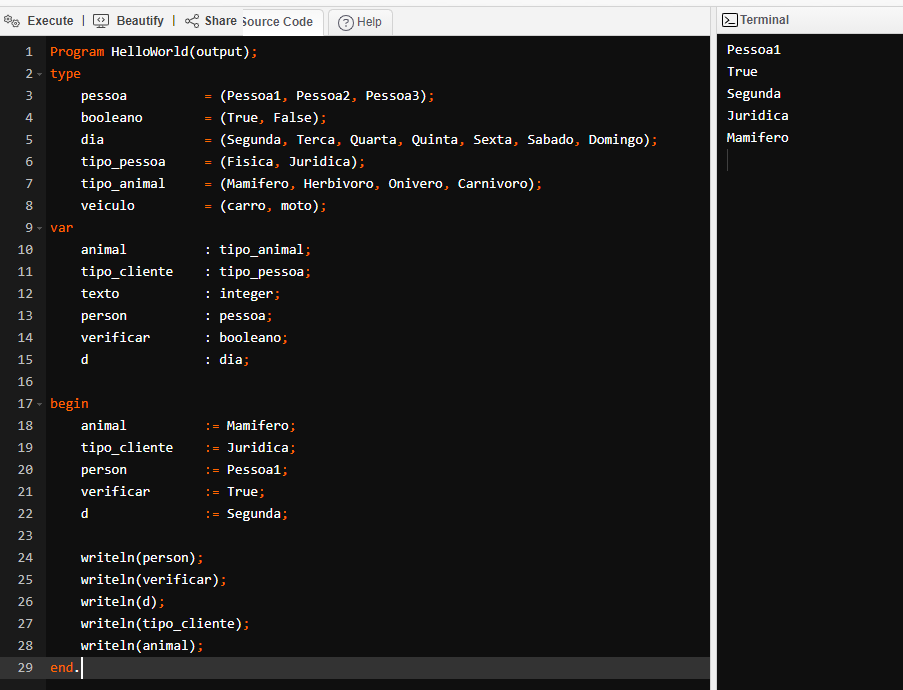 Execute | Beautify | Share Source Code Help
1 Program HelloWorld(output);
2 type
3 pessoa = (Pessoa1, Pessoa2, Pessoa3);
4 booleano = (True, False);
5 dia = (Segunda, Terca, Quarta, Quinta, Sexta, Sabado, Domingo);
6 tipo_pessoa = (Fisica, Juridica);
7 tipo_animal = (Mamifero, Herbivoro, Onivero, Carnivoro);
8 veiculo = (carro, moto);
9 var
10 animal : tipo_animal;
11 tipo_cliente : tipo_pessoa;
12 texto : integer;
13 person : pessoa;
14 verificar : booleano;
15 d : dia;
16
17 begin
18 animal := Mamifero;
19 tipo_cliente := Juridica;
20 person := Pessoa1;
21 verificar := True;
22 d := Segunda;
23
24 writeln(person);
25 writeln(verificar);
26 writeln(d);
27 writeln(tipo_cliente);
28 writeln(animal);
29 end.
Terminal
Pessoa1
True
Segunda
Juridica
Mamifero